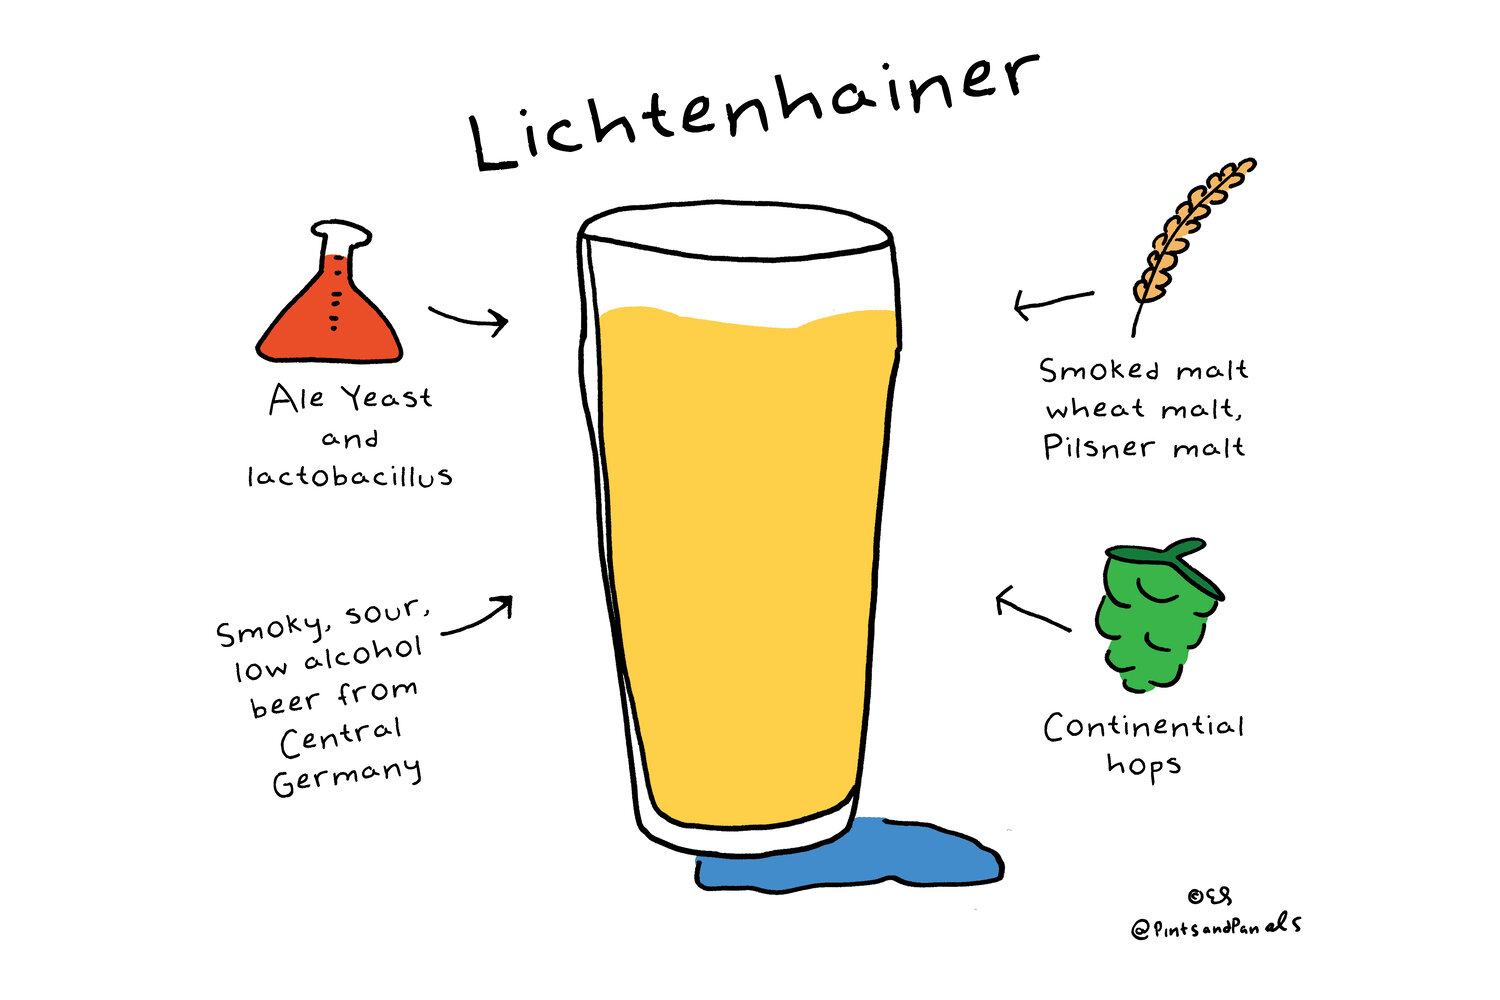 Lichtenhainer
Ale Yeast
and
lactobacillus
Smoked malt
wheat malt,
Pilsner malt
Smoky, sour,
low alcohol
beer from
Central
Germany
Continential
hops
©ES
@PintsandPanels